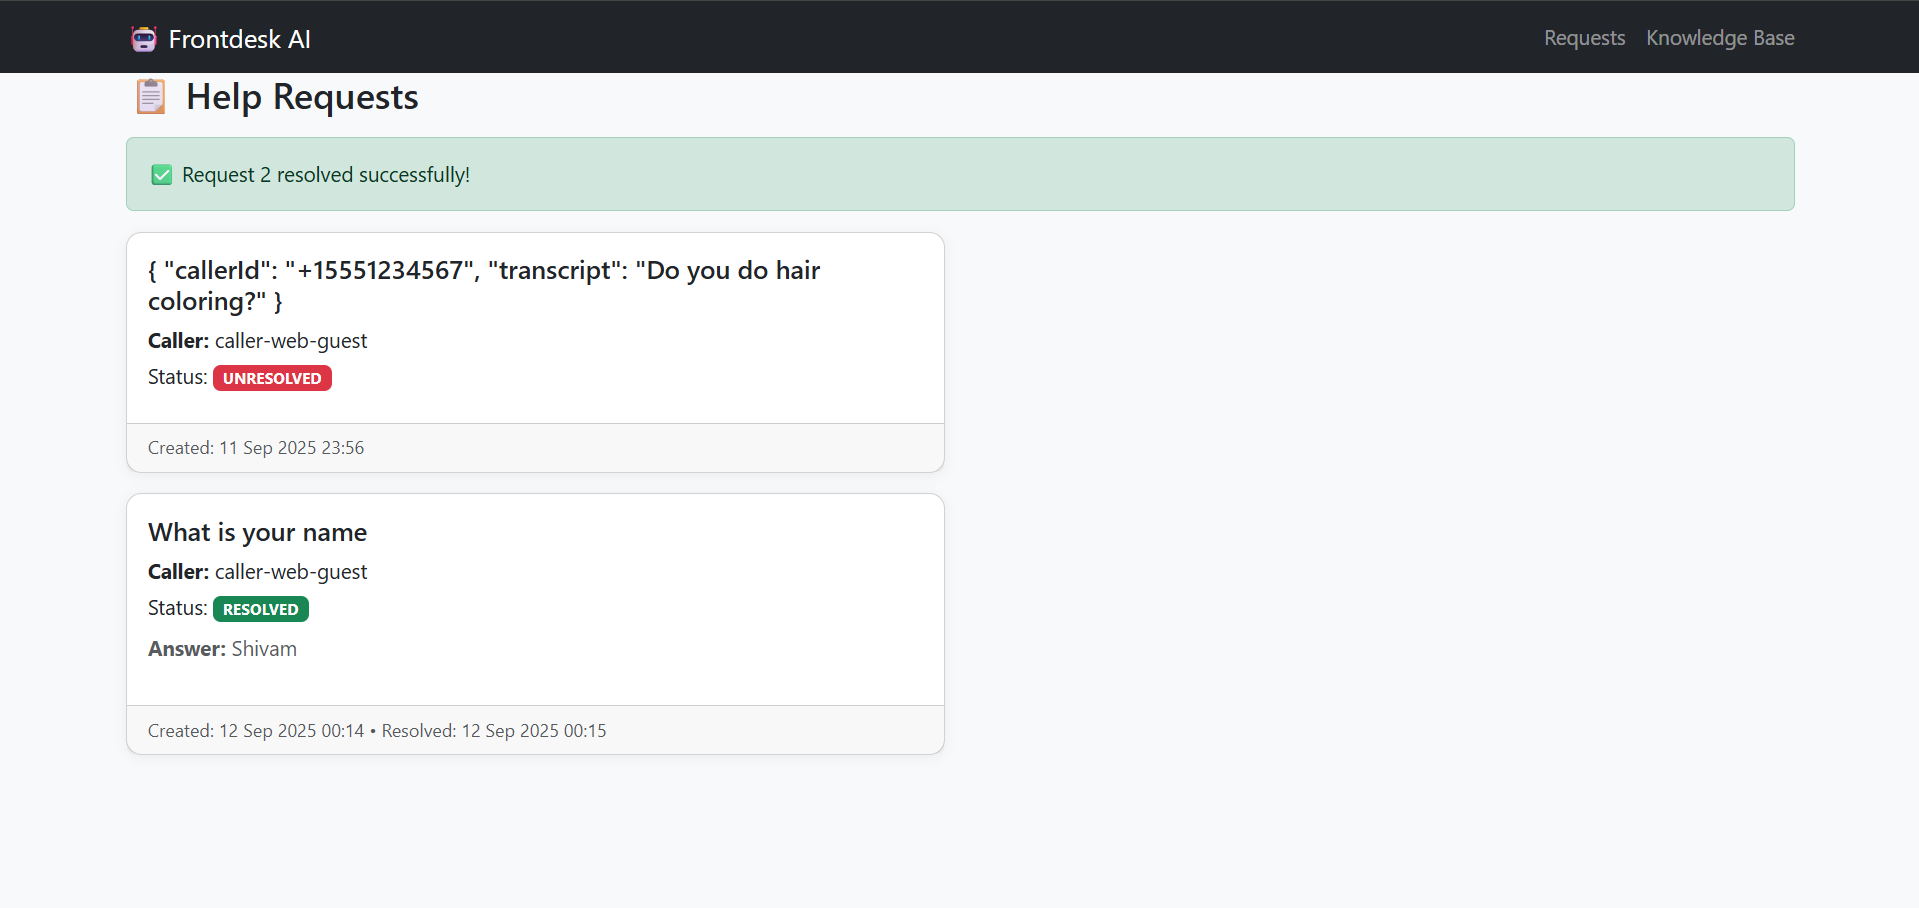 Frontdesk AI
Requests
Knowledge Base
Help Requests
Request 2 resolved successfully!
{ "callerId": "+15551234567", "transcript": "Do you do hair
coloring?" }
Caller: caller-web-guest
Status: UNRESOLVED
Created: 11 Sep 2025 23:56
What is your name
Caller: caller-web-guest
Status: RESOLVED
Answer: Shivam
Created: 12 Sep 2025 00:14 • Resolved: 12 Sep 2025 00:15